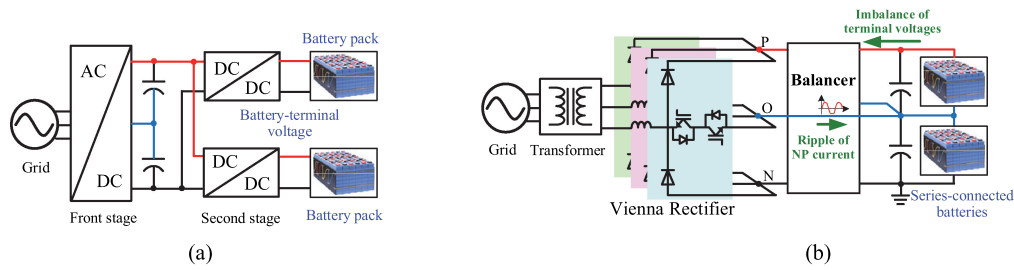 AC
DC
Grid
Front stage
DC
DC
Battery pack
Battery-terminal
voltage
DC
DC
Second stage
Battery pack
(a)
Grid
Transformer
Vienna Rectifier
P
O
N
Balancer
Ripple of
NP current
Imbalance of
terminal voltages
Series-connected
batteries
(b)